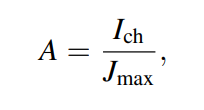 A = I_ch / J_max,